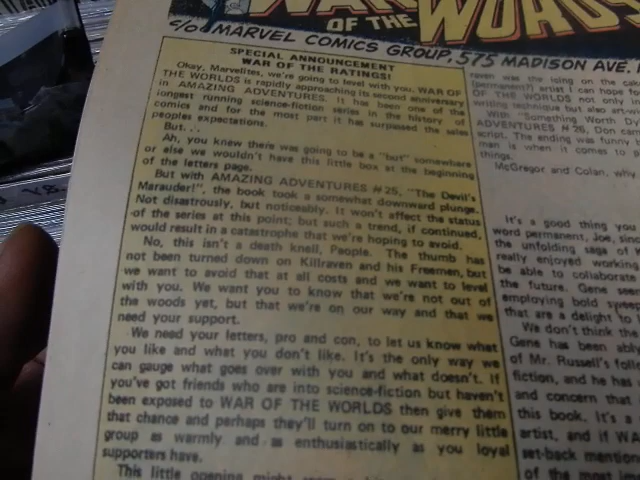 WAR
OF THE WORLDS
c/o MARVEL COMICS GROUP, 575 MADISON AVE.
SPECIAL ANNOUNCEMENT
WAR OF THE RATINGS!
Okay, Marvelites, we're going to level with you. WAR OF
THE WORLDS is rapidly approaching its second anniversary
in AMAZING ADVENTURES. It has been one of the
longest running science-fiction series in the history of
comics and for the most part it has surpassed the sales
peoples expectations.
But. . .
Ah, you knew there was going to be a "but" somewhere
or else we wouldn't have this little box at the beginning
of the letters page.
But with AMAZING ADVENTURES #25, "The Devil's
Marauder!", the book took a somewhat downward plunge.
Not disastrously, but noticeably. It won't affect the status
of the series at this point; but such a trend, if continued,
would result in a catastrophe that we're hoping to avoid.
No, this isn't a death knell, People. The thumb has
not been turned down on Killraven and his Freemen, but
we want to avoid that at all costs and we want to level
with you. We want you to know that we're not out of
the woods yet, but that we're on our way and that we
need your support.
We need your letters, pro and con, to let us know what
you like and what you don't like. It's the only way we
can gauge what goes over with you and what doesn't. If
you've got friends who are into science-fiction but haven't
been exposed to WAR OF THE WORLDS then give them
that chance and perhaps they'll turn on to our merry little
group as warmly and as enthusiastically as you loyal
supporters have.
This little opening might
raven was the icing on the
(permanent?) artist I can hope fo
OF THE WORLDS not only in
writing technique but also art-w
With "Something Worth Dy
ADVENTURES #26, Don can
script. The ending was funny
man is when it comes to p
things.
McGregor and Colan, why
It's a good thing you
word permanent, Joe, sinc
the unfolding saga of
really enjoyed working
be able to collaborate
the future. Gene seem
employing bold sweep
that are a delight to
We don't think the
Gene has been ably
of Mr. Russell's follo
fiction, and he has
and concern that
this book. It's a
artist, and if WA
set-back mention
of the most